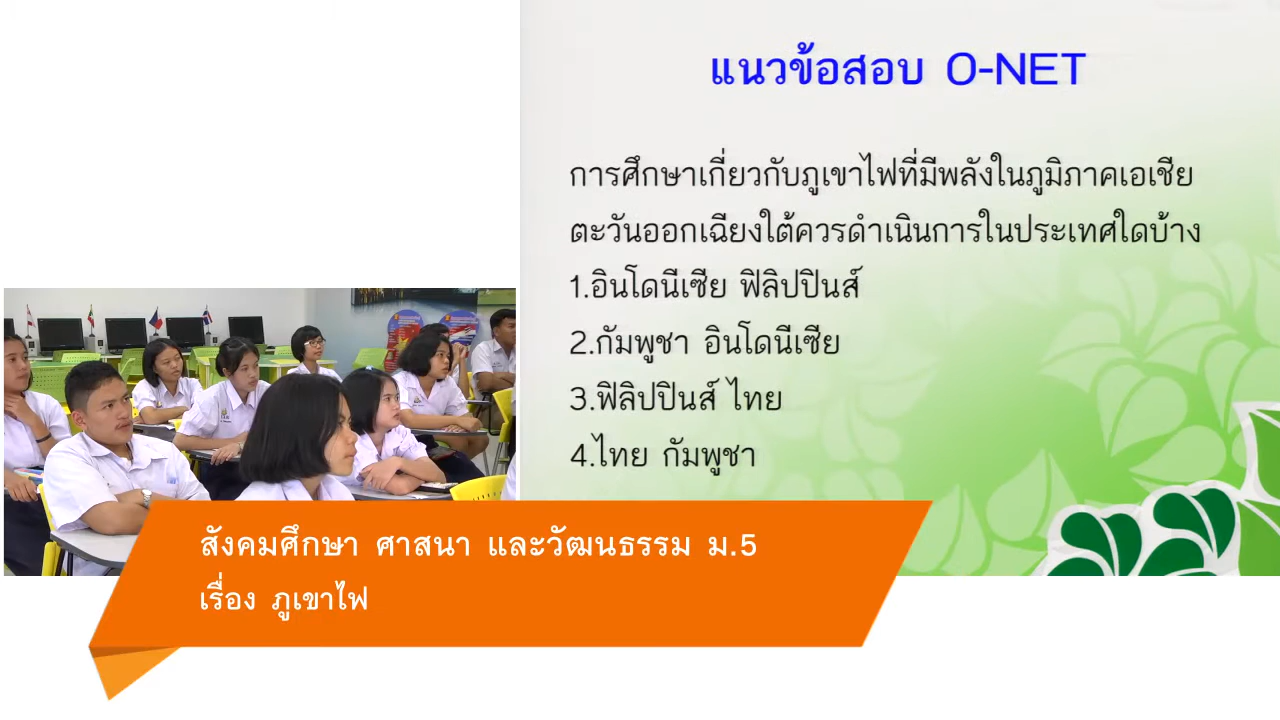 แนวข้อสอบ O-NET
การศึกษาเกี่ยวกับภูเขาไฟที่มีพลังในภูมิภาคเอเชีย
ตะวันออกเฉียงใต้ควรดำเนินการในประเทศใดบ้าง
1.อินโดนีเซีย ฟิลิปปินส์
2.กัมพูชา อินโดนีเซีย
3.ฟิลิปปินส์ ไทย
4.ไทย กัมพูชา
สังคมศึกษา ศาสนา และวัฒนธรรม ม.5
เรื่อง ภูเขาไฟ